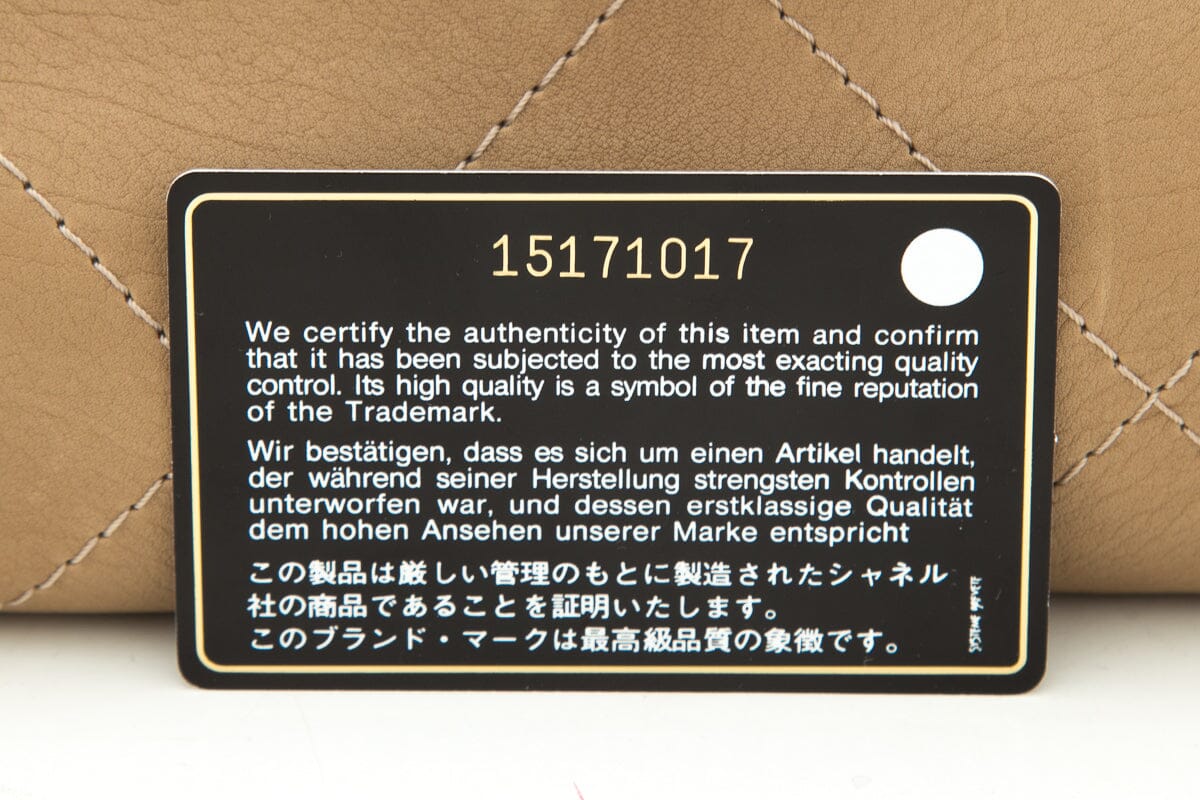 15171017
We certify the authenticity of this item and confirm
that it has been subjected to the most exacting quality
control. Its high quality is a symbol of the fine reputation
of the Trademark.
Wir bestätigen, dass es sich um einen Artikel handelt,
der während seiner Herstellung strengsten Kontrollen
unterworfen war, und dessen erstklassige Qualität
dem hohen Ansehen unserer Marke entspricht
この製品は厳しい管理のもとに製造されたシャネル
社の商品であることを証明いたします。
このブランド・マークは最高級品質の象徴です。